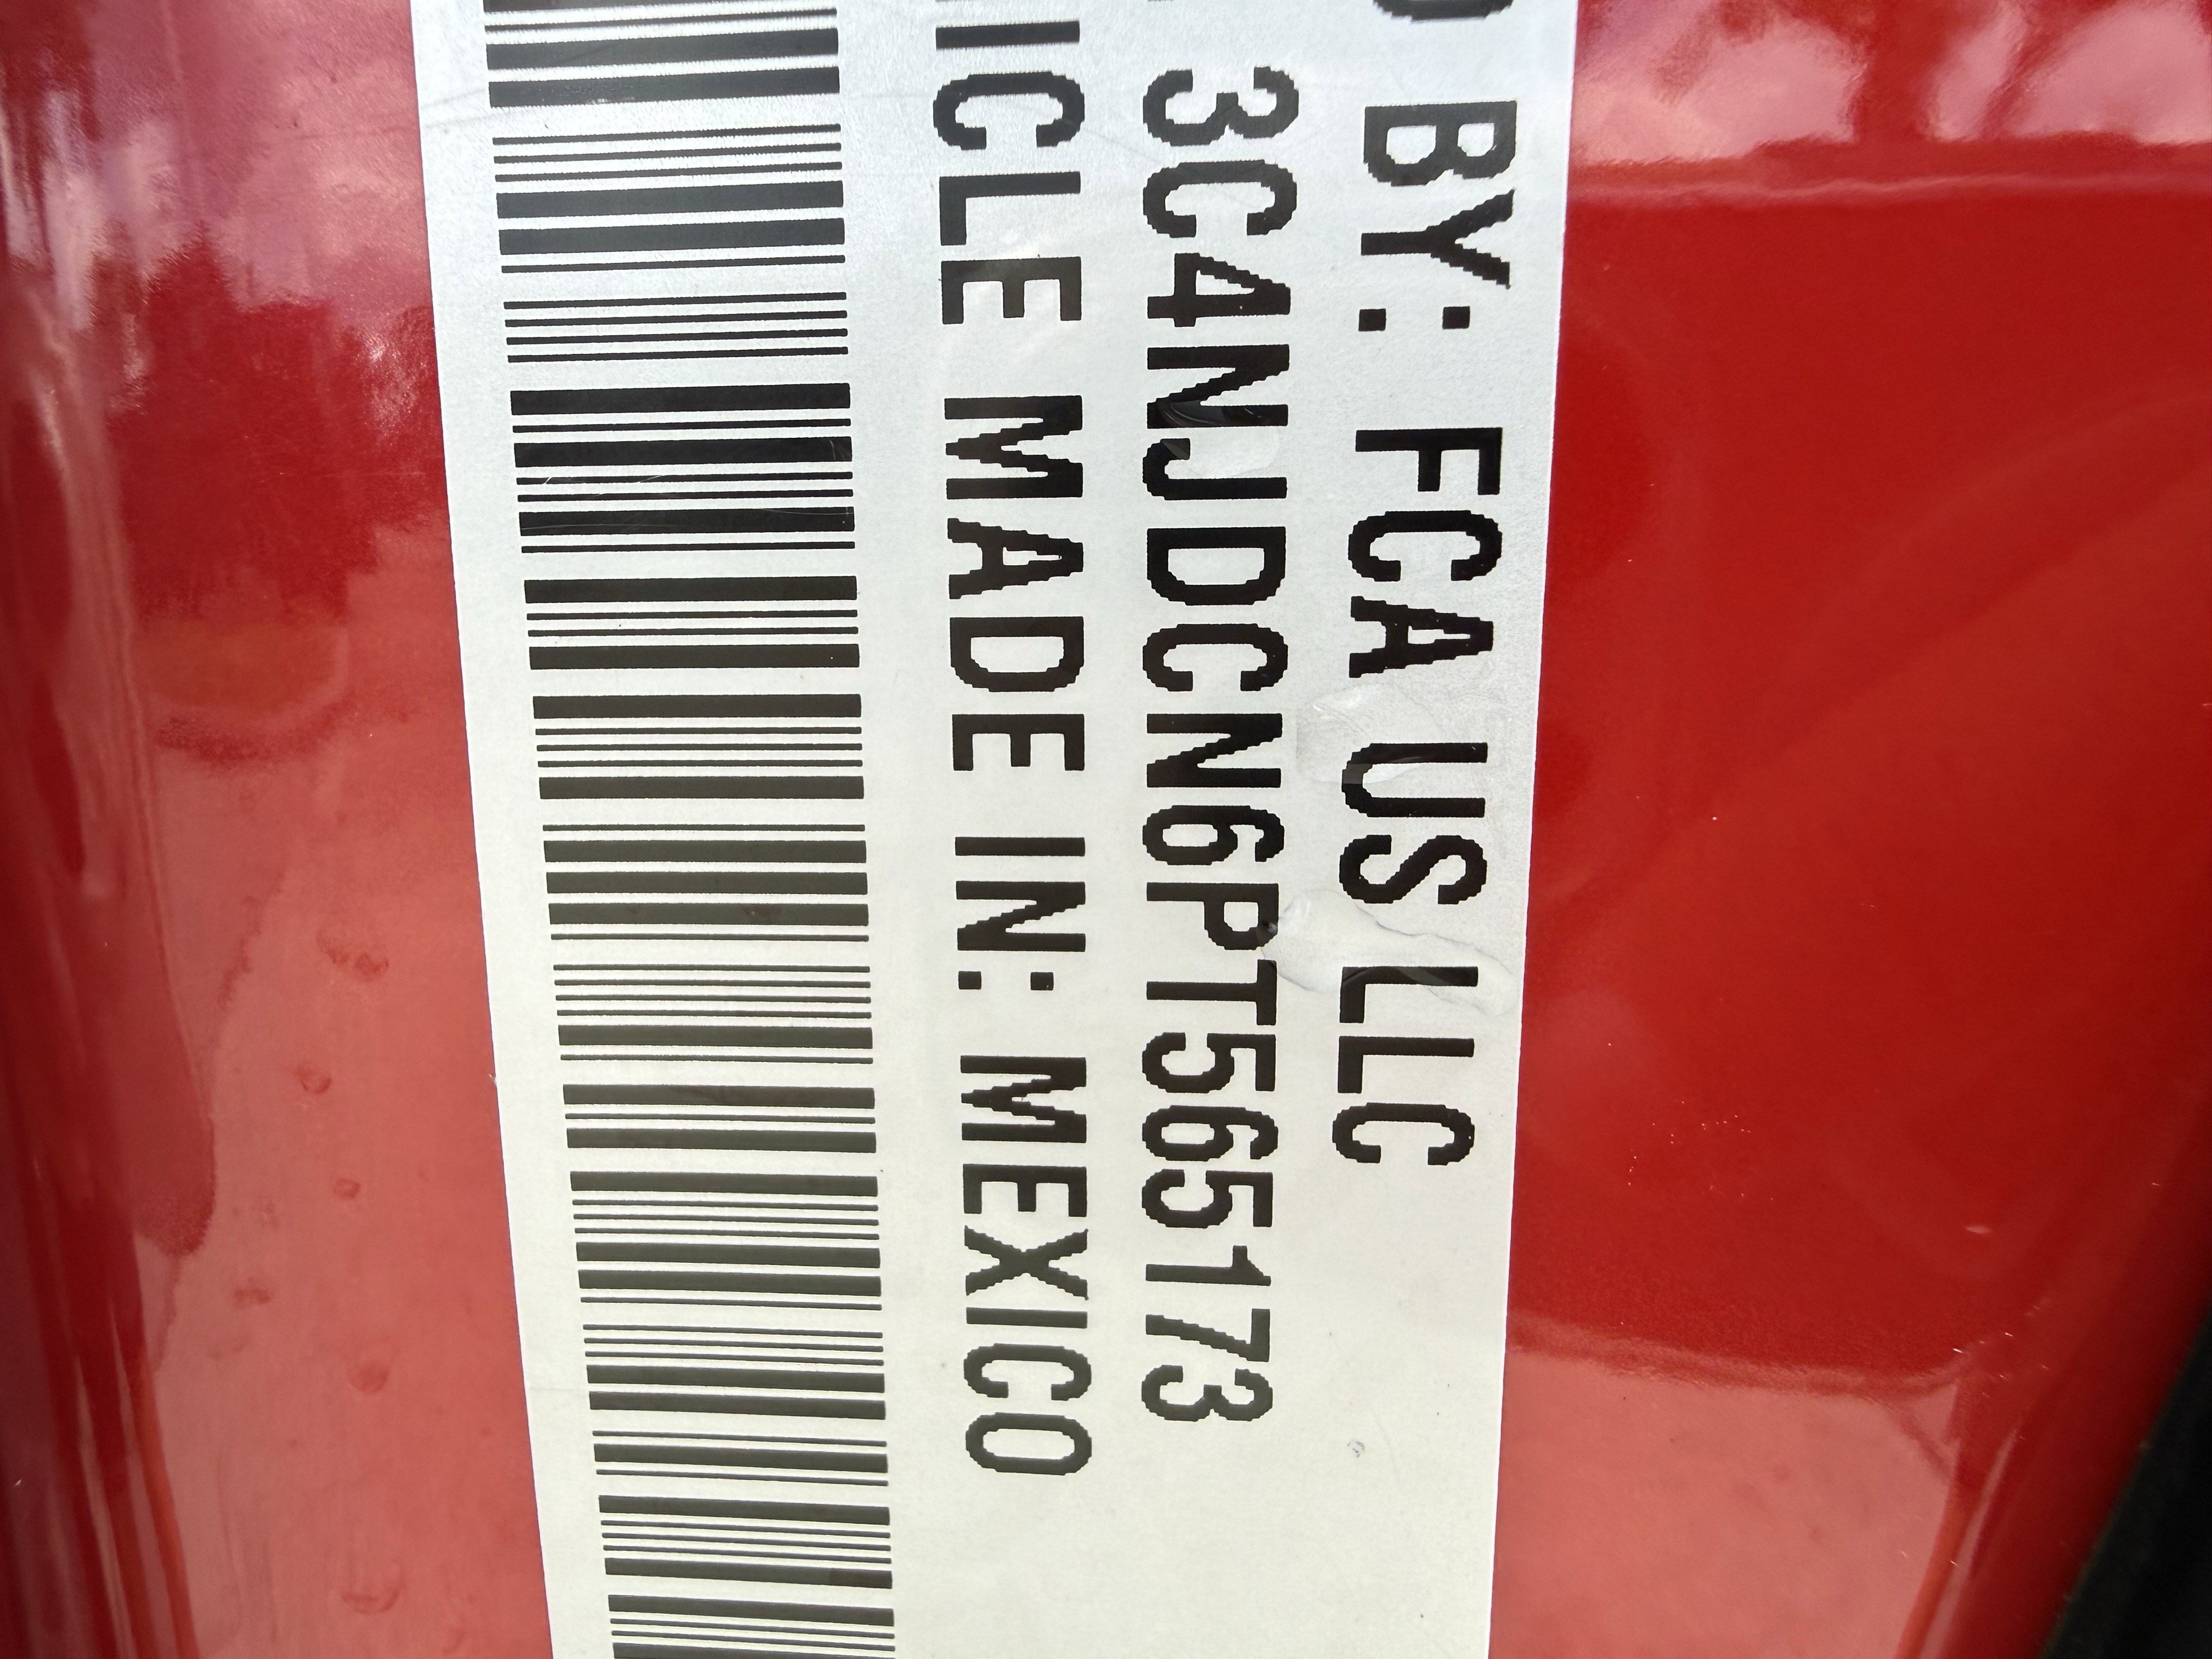 D BY: FCA US LLC
3C4NJDCN6PT565173
ICLE MADE IN: MEXICO